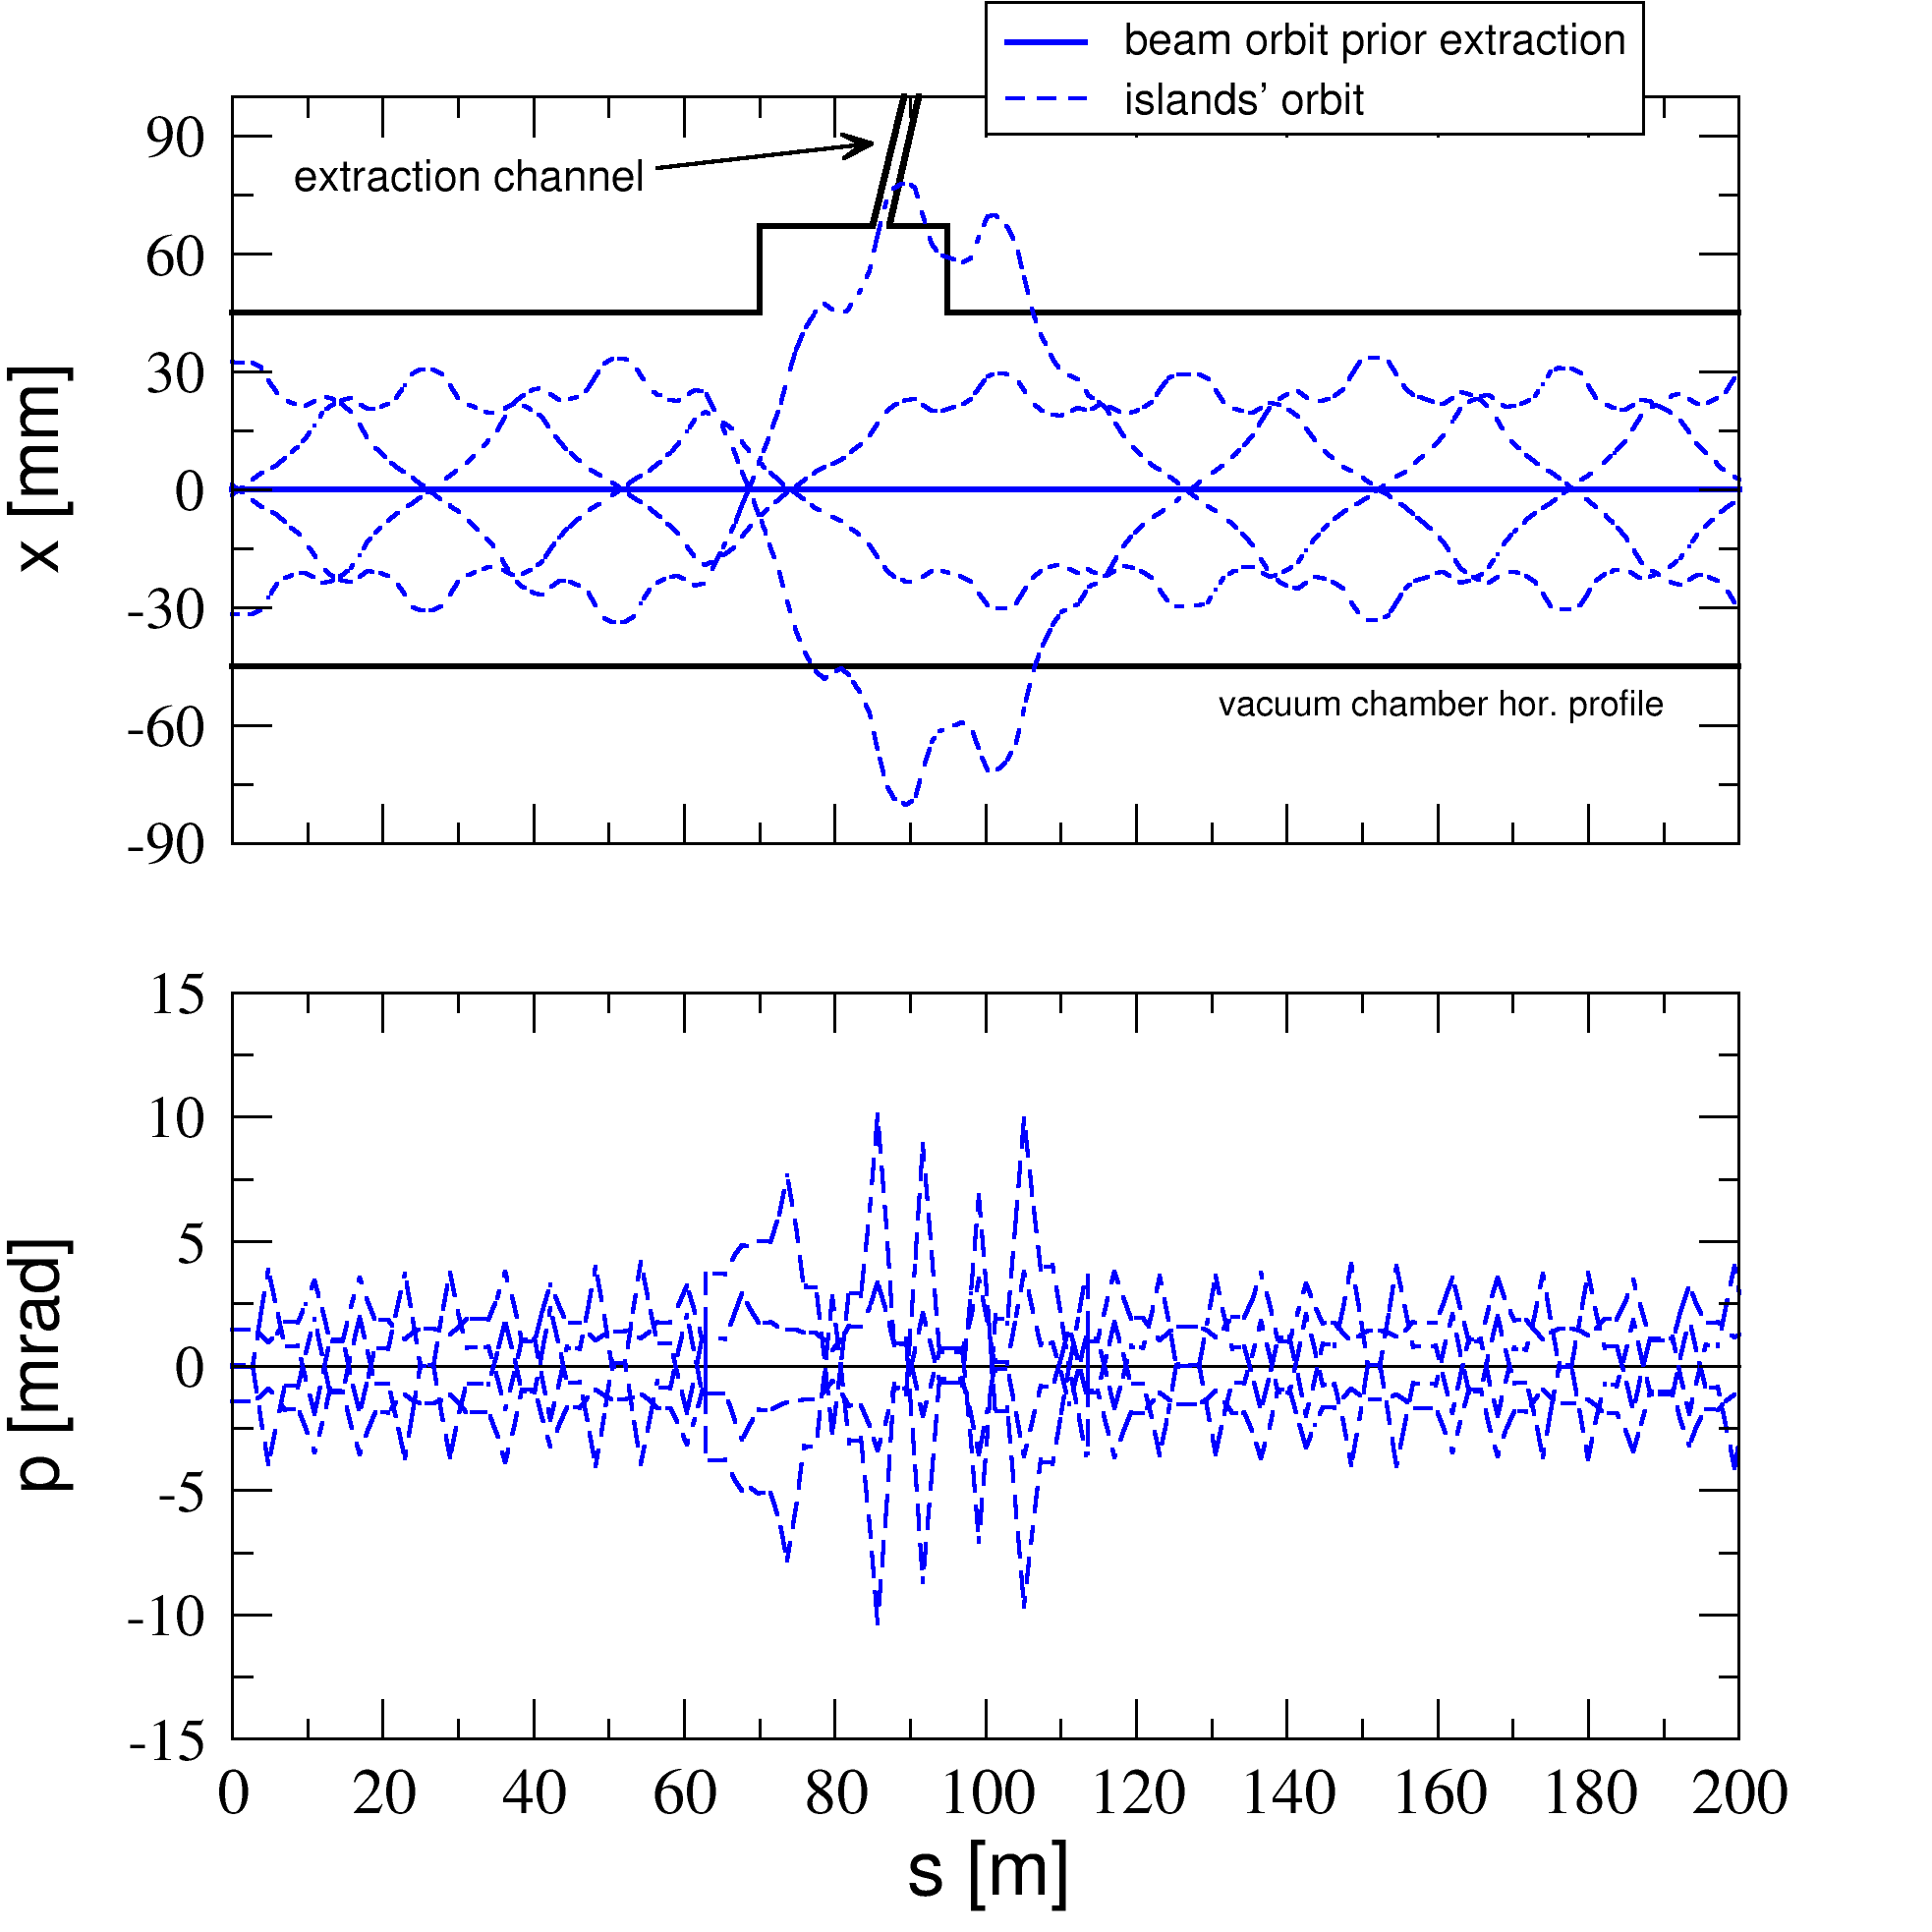 beam orbit prior extraction
islands' orbit
90
extraction channel
60
30
0
-30
-60
-90
x [mm]
vacuum chamber hor. profile
15
10
5
0
-5
-10
-15
p [mrad]
0 20 40 60 80 100 120 140 160 180 200
s [m]